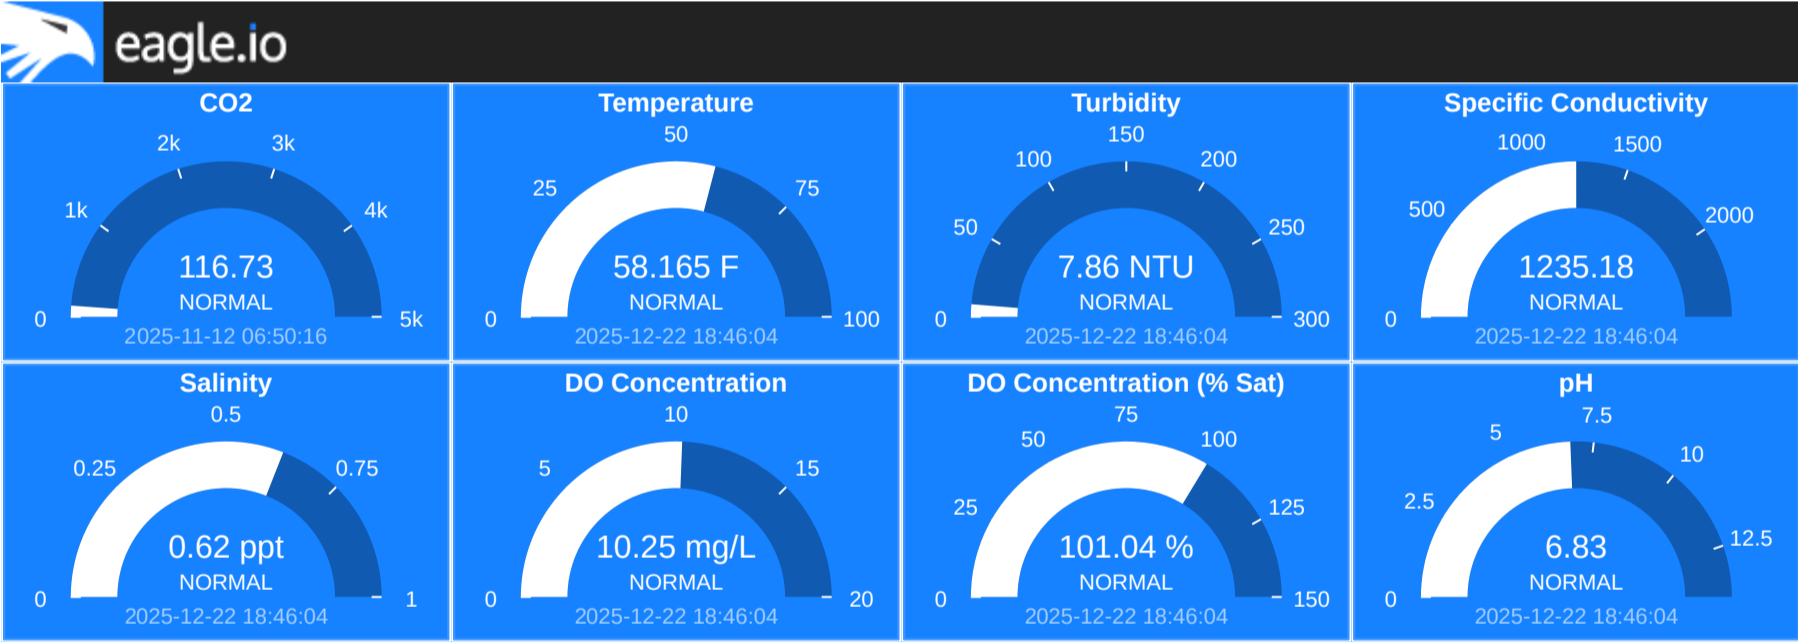 eagle.io
CO2
2k
3k
1k
4k
116.73
NORMAL
0
5k
2025-11-12 06:50:16
Temperature
50
25
75
58.165 F
NORMAL
0
100
2025-12-22 18:46:04
Turbidity
150
100
200
50
250
7.86 NTU
NORMAL
0
300
2025-12-22 18:46:04
Specific Conductivity
1000
1500
500
2000
1235.18
NORMAL
0
2025-12-22 18:46:04
Salinity
0.5
0.25
0.75
0.62 ppt
NORMAL
0
1
2025-12-22 18:46:04
DO Concentration
10
5
15
10.25 mg/L
NORMAL
0
20
2025-12-22 18:46:04
DO Concentration (% Sat)
75
50
100
25
125
101.04 %
NORMAL
0
150
2025-12-22 18:46:04
pH
7.5
5
10
2.5
12.5
6.83
NORMAL
0
2025-12-22 18:46:04